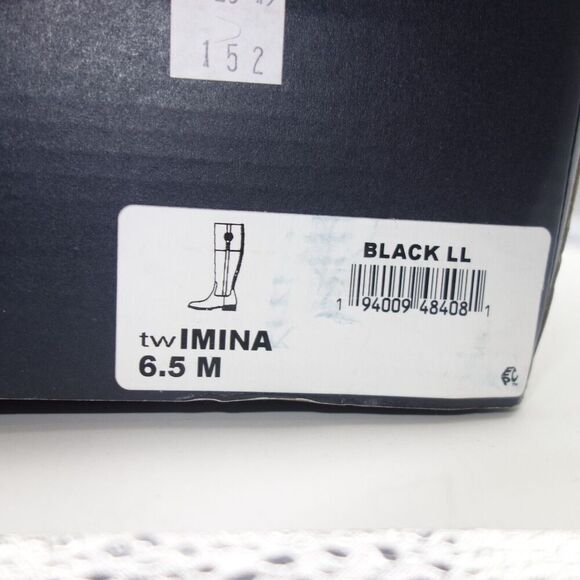 152
BLACK LL
1 94009 48408 1
twIMINA
6.5 M